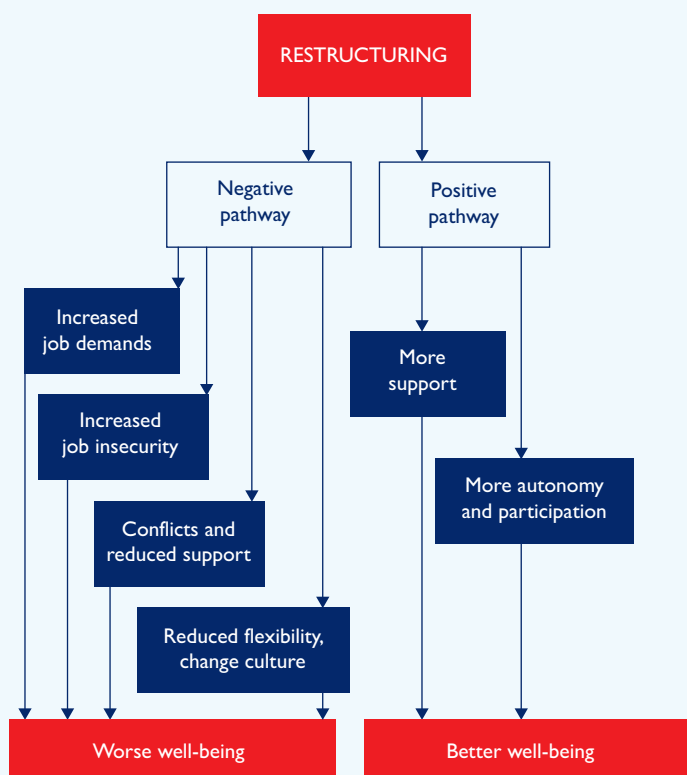 RESTRUCTURING
Negative
pathway
Positive
pathway
Increased
job demands
More
support
Increased
job insecurity
More autonomy
and participation
Conflicts and
reduced support
Reduced flexibility,
change culture
Worse well-being
Better well-being